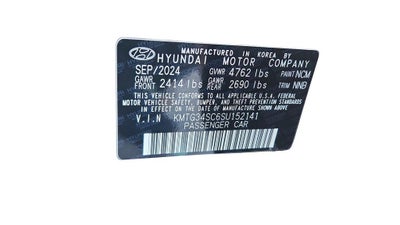 MANUFACTURED IN KOREA BY
HYUNDAI MOTOR COMPANY
SEP/2024 GVWR 4762 lbs PAINT NCM
GAWR FRONT 2414 lbs GAWR REAR 2690 lbs TRIM NNB
THIS VEHICLE CONFORMS TO ALL APPLICABLE U.S. FEDERAL
MOTOR VEHICLE SAFETY, BUMPER, AND THEFT PREVENTION
STANDARDS IN EFFECT ON THE DATE OF MANUFACTURE SHOWN ABOVE.
V.I.N KMTG34SC6SU152141
PASSENGER CAR